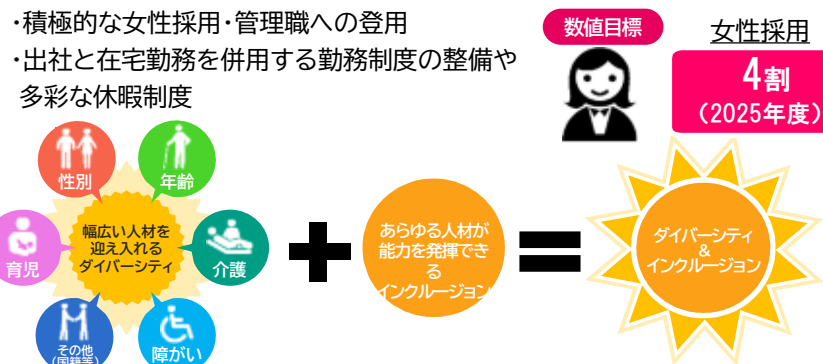 ・積極的な女性採用・管理職への登用
・出社と在宅勤務を併用する勤務制度の整備や
多彩な休暇制度
数値目標
女性採用
4割
（2025年度）
性別
年齢
育児
幅広い人材を
迎え入れる
ダイバーシティ
介護
その他
（国籍等）
障がい
+
あらゆる人材が
能力を発揮でき
る
インクルージョン
=
ダイバーシティ
&
インクルージョン